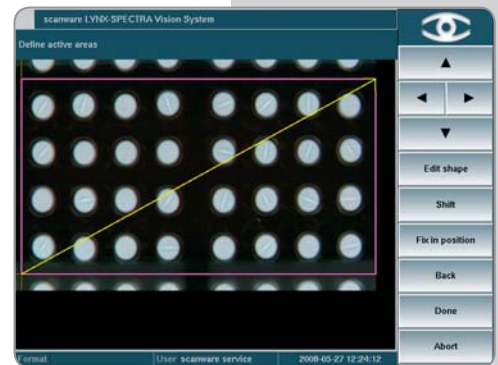 scanware LYNX-SPECTRA Vision System
Define active areas
Edit shape
Shift
Fix in position
Back
Done
Abort
Format
User scanware service
2008-05-27 12:24:12